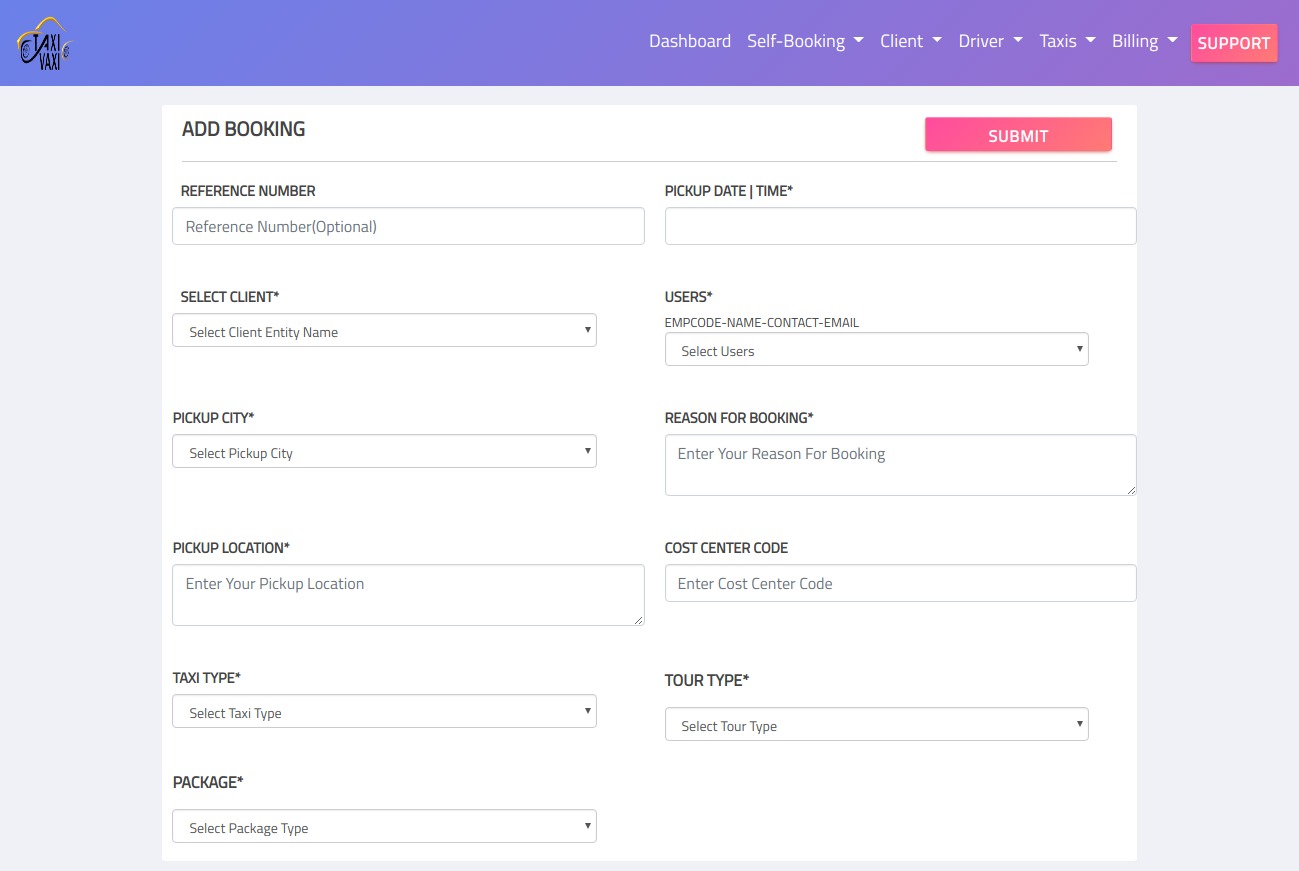 TAXI
VAXI
Dashboard Self-Booking Client Driver Taxis Billing SUPPORT
ADD BOOKING
SUBMIT
REFERENCE NUMBER
Reference Number(Optional)
PICKUP DATE | TIME*
SELECT CLIENT*
Select Client Entity Name
USERS*
EMPCODE-NAME-CONTACT-EMAIL
Select Users
PICKUP CITY*
Select Pickup City
REASON FOR BOOKING*
Enter Your Reason For Booking
PICKUP LOCATION*
Enter Your Pickup Location
COST CENTER CODE
Enter Cost Center Code
TAXI TYPE*
Select Taxi Type
TOUR TYPE*
Select Tour Type
PACKAGE*
Select Package Type